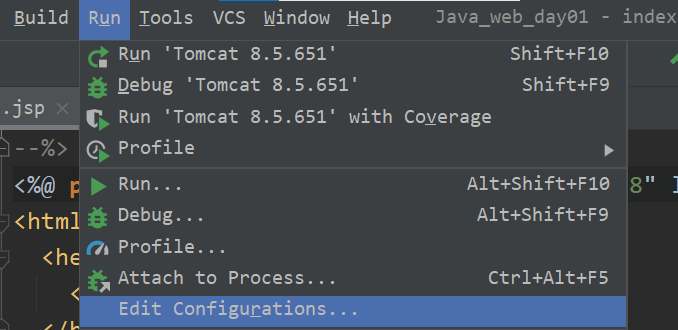 Build Run Tools VCS Window Help Java_web_day01 - index
Run 'Tomcat 8.5.651' Shift+F10
.jsp × Debug 'Tomcat 8.5.651' Shift+F9
Run 'Tomcat 8.5.651' with Coverage
--%> Profile
<%@ p Run... Alt+Shift+F10 8"
<html Debug... Alt+Shift+F9
<he Profile...
< Attach to Process... Ctrl+Alt+F5
Edit Configurations...
</h